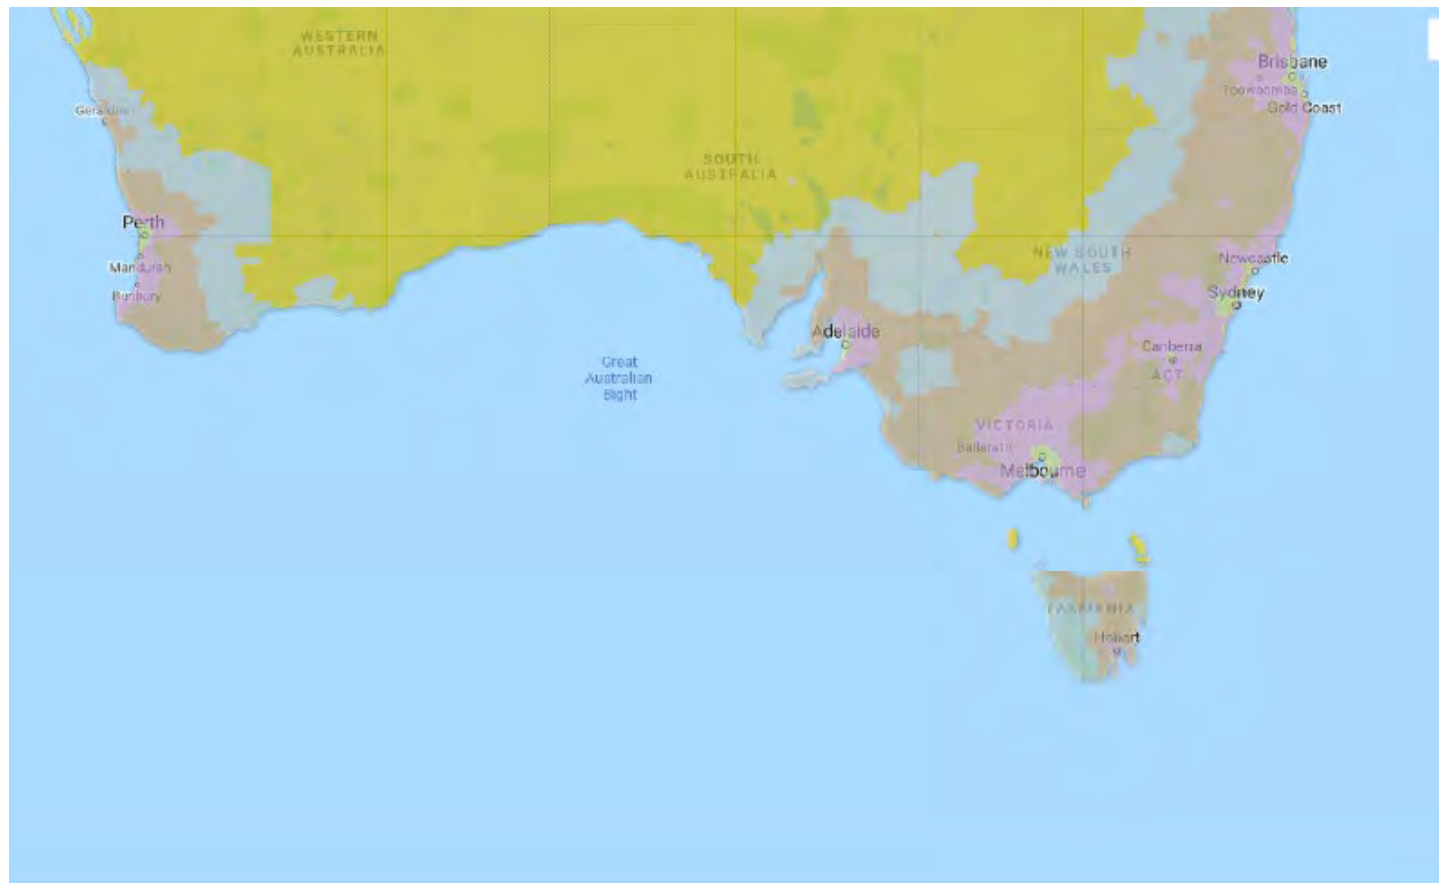 WESTERN
AUSTRALIA
Brisbane
Toowoomba
Gold Coast
Geraldton
SOUTH
AUSTRALIA
Perth
NEW SOUTH
WALES
Newcastle
Mandurah
Bunbury
Sydney
Adelaide
Canberra
ACT
Great
Australian
Bight
VICTORIA
Ballarat
Melbourne
TASMANIA
Hobart